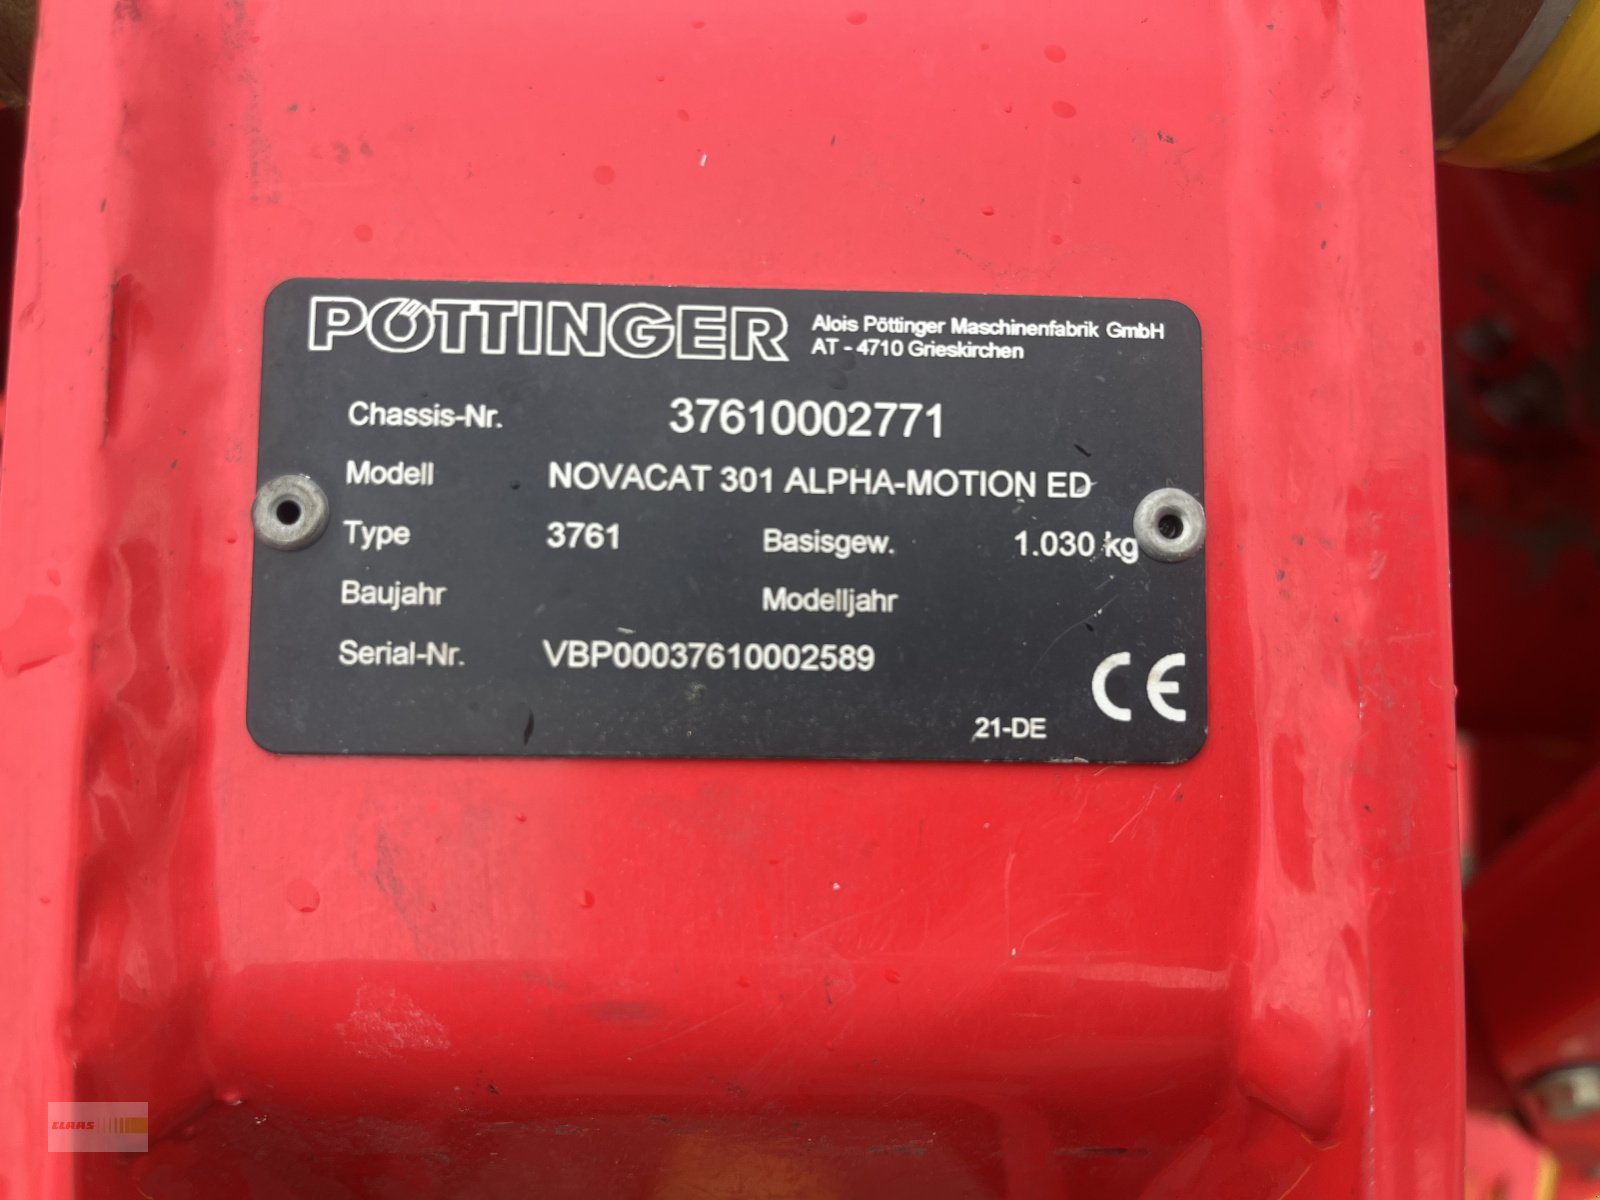 PÖTTINGER Alois Pöttinger Maschinenfabrik GmbH
AT - 4710 Grieskirchen
Chassis-Nr. 37610002771
Modell NOVACAT 301 ALPHA-MOTION ED
Type 3761 Basisgew. 1.030 kg
Baujahr Modelljahr
Serial-Nr. VBP00037610002589
21-DE CE
CLAAS